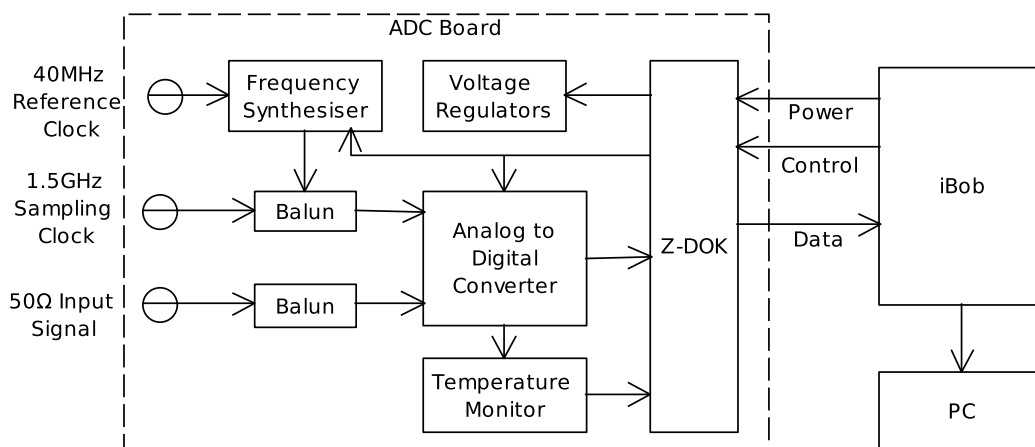 ADC Board
40MHz
Reference
Clock
Frequency
Synthesiser
Voltage
Regulators
Power
Control
Data
iBob
1.5GHz
Sampling
Clock
Balun
Analog to
Digital
Converter
Z-DOK
50Ω Input
Signal
Balun
Temperature
Monitor
PC